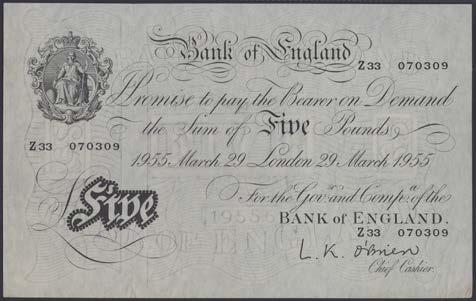 Bank of England
Z33 070309
Promise to pay the Bearer on Demand
the Sum of Five Pounds
Z33 070309
1955 March 29 London 29 March 1955
For the Govr. and Compa. of the
Five
BANK of ENGLAND.
Z33 070309
L. K. O'Brien
Chief Cashier.